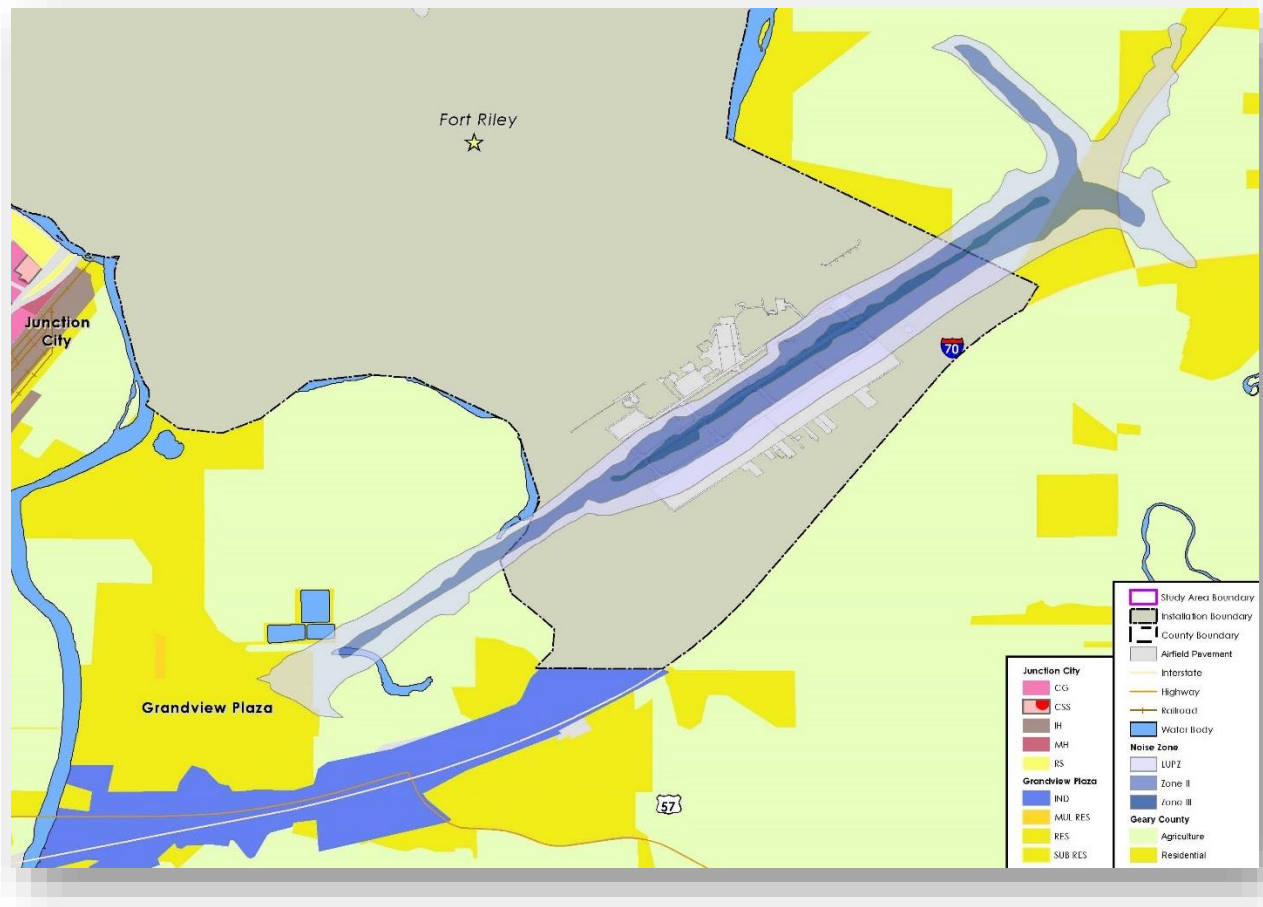 Fort Riley
Junction
City
70
Grandview Plaza
57
Junction City
CG
CSS
IH
MH
RS
Grandview Plaza
IND
MUL RES
RES
SUB RES
Study Area Boundary
Installation Boundary
County Boundary
Airfield Pavement
Interstate
Highway
Railroad
Water Body
Noise Zone
LUPZ
Zone II
Zone III
Geary County
Agriculture
Residential